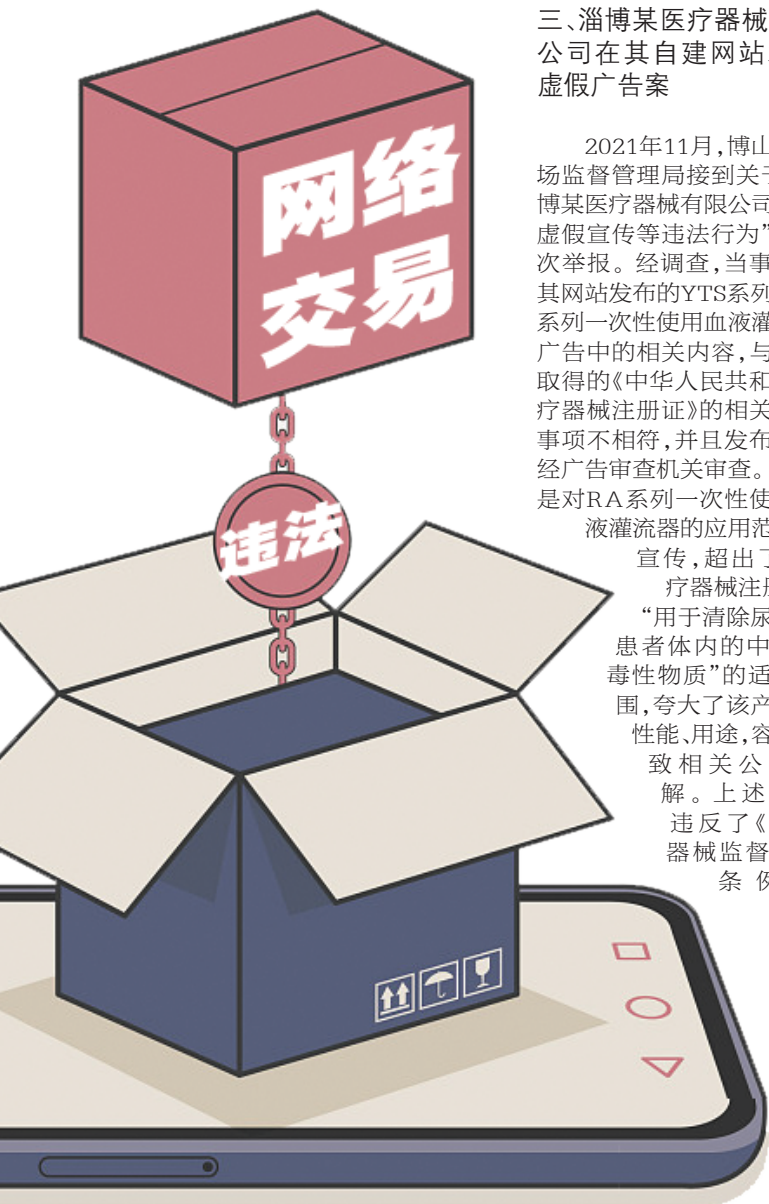 三、淄博某医疗器械
公司在其自建网站
虚假广告案
2021年11月,博山
场监督管理局接到关于
博某医疗器械有限公司
虚假宣传等违法行为”
次举报。经调查,当事
其网站发布的YTS系列
系列一次性使用血液灌
广告中的相关内容,与
取得的《中华人民共和
疗器械注册证》的相关
事项不相符,并且发布
经广告审查机关审查。
是对RA系列一次性使
液灌流器的应用范
宣传,超出了
疗器械注册
“用于清除尿
患者体内的中
毒性物质”的适
围,夸大了该产
性能、用途,容
致相关公
解。上述
违反了《
器械监督
条例
网络
交易
违法